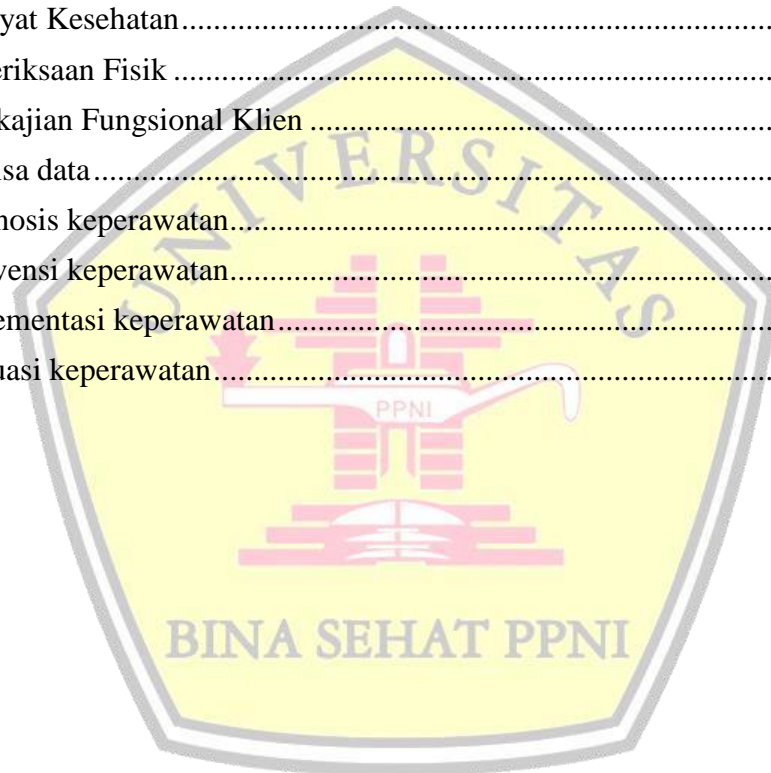 yat Kesehatan......................................................................
eriksaan Fisik ......................................................................
kajian Fungsional Klien ......................................................
isa data.................................................................................
nosis keperawatan................................................................
vensi keperawatan................................................................
ementasi keperawatan..........................................................
uasi keperawatan..................................................................
UNIVERSITAS
PPNI
BINA SEHAT PPNI